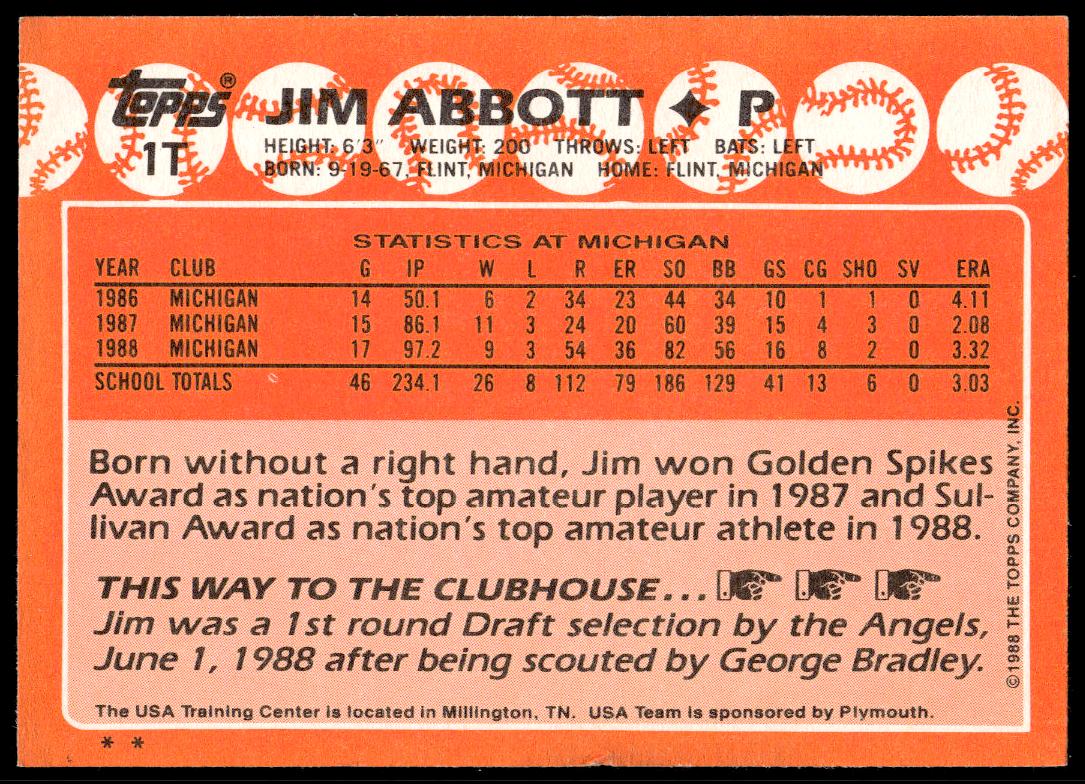 topps® JIM ABBOTT ✦ P
1T
HEIGHT: 6'3" WEIGHT: 200 THROWS: LEFT BATS: LEFT
BORN: 9-19-67, FLINT, MICHIGAN HOME: FLINT, MICHIGAN
STATISTICS AT MICHIGAN
YEAR CLUB G IP W L R ER SO BB GS CG SHO SV ERA
1986 MICHIGAN 14 50.1 6 2 34 23 44 34 10 1 1 0 4.11
1987 MICHIGAN 15 86.1 11 3 24 20 60 39 15 4 3 0 2.08
1988 MICHIGAN 17 97.2 9 3 54 36 82 56 16 8 2 0 3.32
SCHOOL TOTALS 46 234.1 26 8 112 79 186 129 41 13 6 0 3.03
Born without a right hand, Jim won Golden Spikes
Award as nation's top amateur player in 1987 and Sul-
livan Award as nation's top amateur athlete in 1988.
THIS WAY TO THE CLUBHOUSE...
Jim was a 1st round Draft selection by the Angels,
June 1, 1988 after being scouted by George Bradley.
The USA Training Center is located in Millington, TN. USA Team is sponsored by Plymouth.
©1988 THE TOPPS COMPANY, INC.
* *